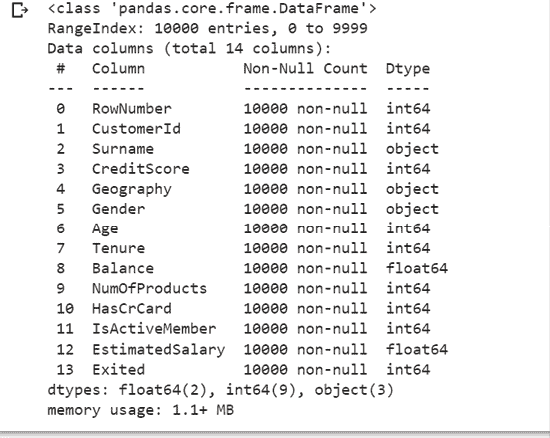 <class 'pandas.core.frame.DataFrame'>
RangeIndex: 10000 entries, 0 to 9999
Data columns (total 14 columns):
 #   Column           Non-Null Count  Dtype
---  ------           --------------  -----
 0   RowNumber        10000 non-null  int64
 1   CustomerId       10000 non-null  int64
 2   Surname          10000 non-null  object
 3   CreditScore      10000 non-null  int64
 4   Geography        10000 non-null  object
 5   Gender           10000 non-null  object
 6   Age              10000 non-null  int64
 7   Tenure           10000 non-null  int64
 8   Balance          10000 non-null  float64
 9   NumOfProducts    10000 non-null  int64
 10  HasCrCard        10000 non-null  int64
 11  IsActiveMember   10000 non-null  int64
 12  EstimatedSalary  10000 non-null  float64
 13  Exited           10000 non-null  int64
dtypes: float64(2), int64(9), object(3)
memory usage: 1.1+ MB